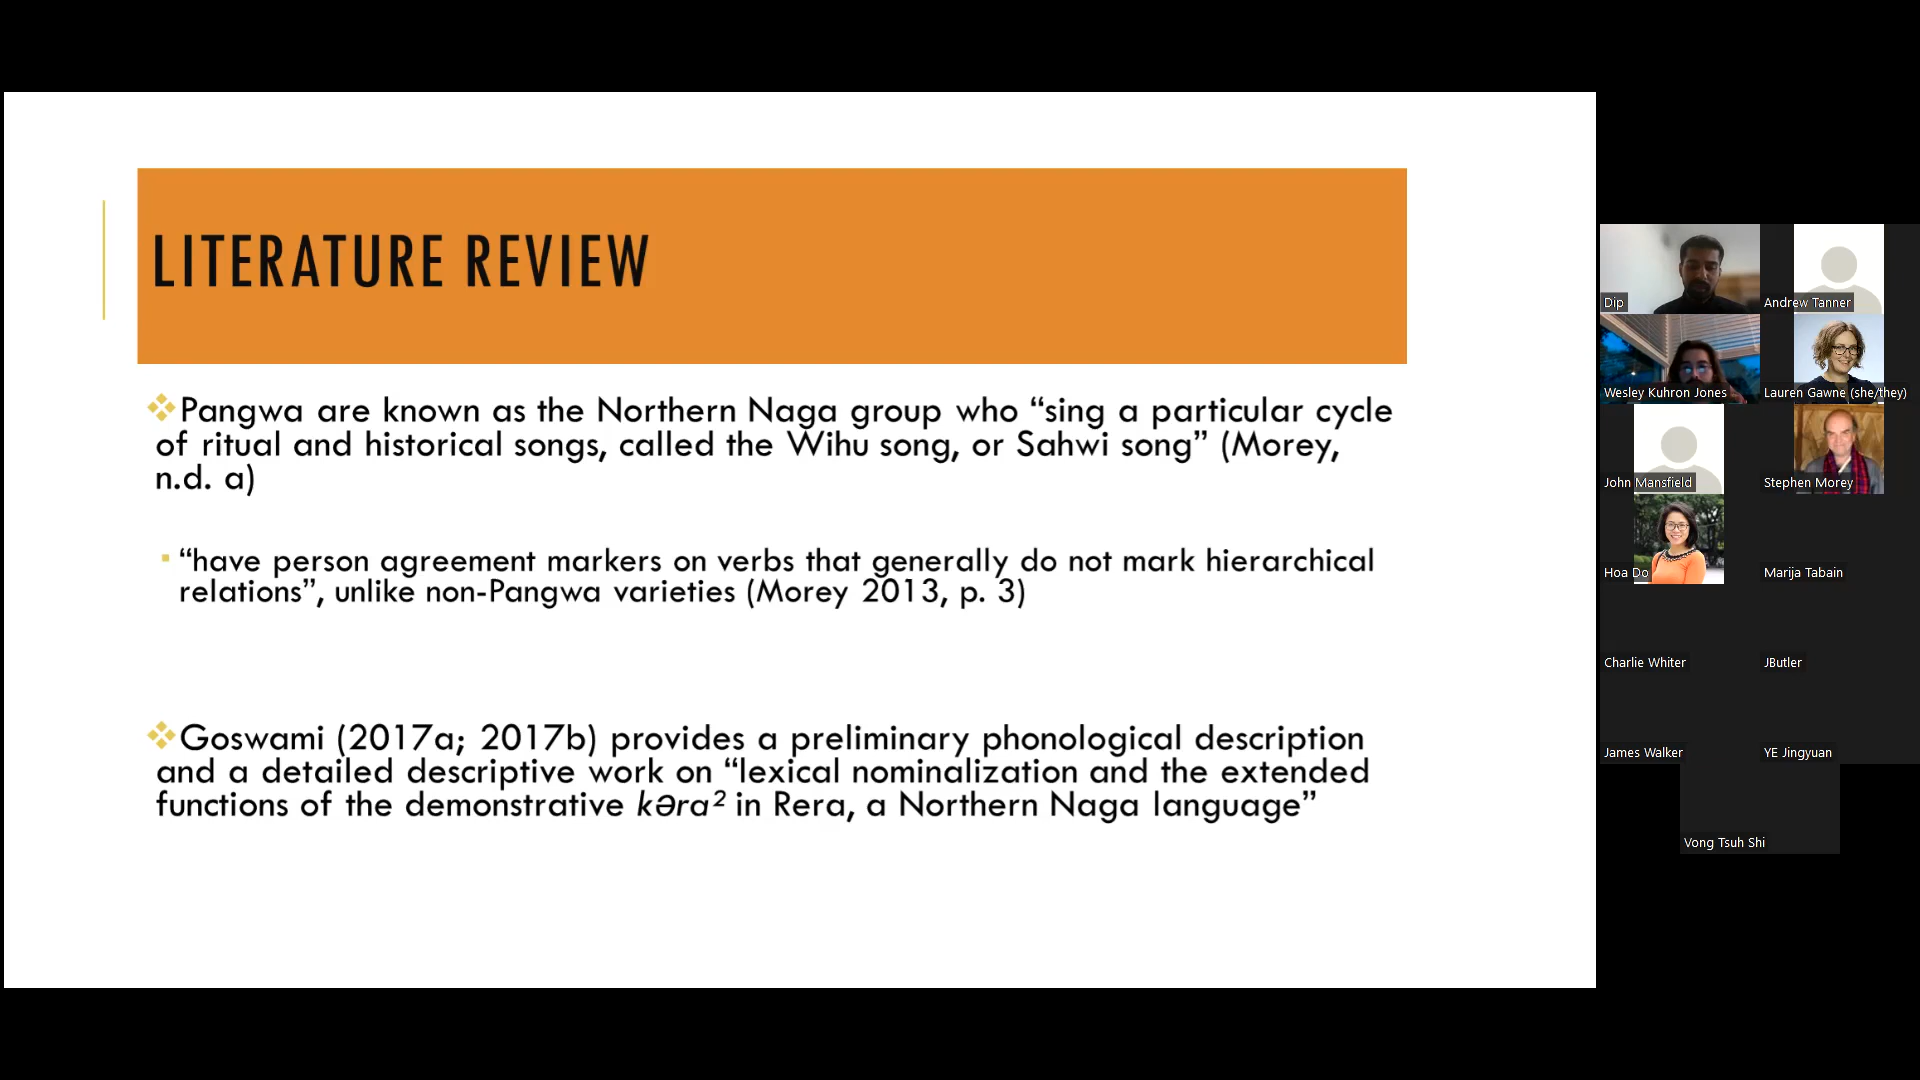 LITERATURE REVIEW
Pangwa are known as the Northern Naga group who “sing a particular cycle
of ritual and historical songs, called the Wihu song, or Sahwi song” (Morey,
n.d. a)
“have person agreement markers on verbs that generally do not mark hierarchical
relations”, unlike non-Pangwa varieties (Morey 2013, p. 3)
Goswami (2017a; 2017b) provides a preliminary phonological description
and a detailed descriptive work on “lexical nominalization and the extended
functions of the demonstrative kəra² in Rera, a Northern Naga language”
Dip
Andrew Tanner
Wesley Kuhron Jones
Lauren Gawne (she/they)
John Mansfield
Stephen Morey
Hoa Do
Marija Tabain
Charlie Whiter
JButler
James Walker
YE Jingyuan
Vong Tsuh Shi